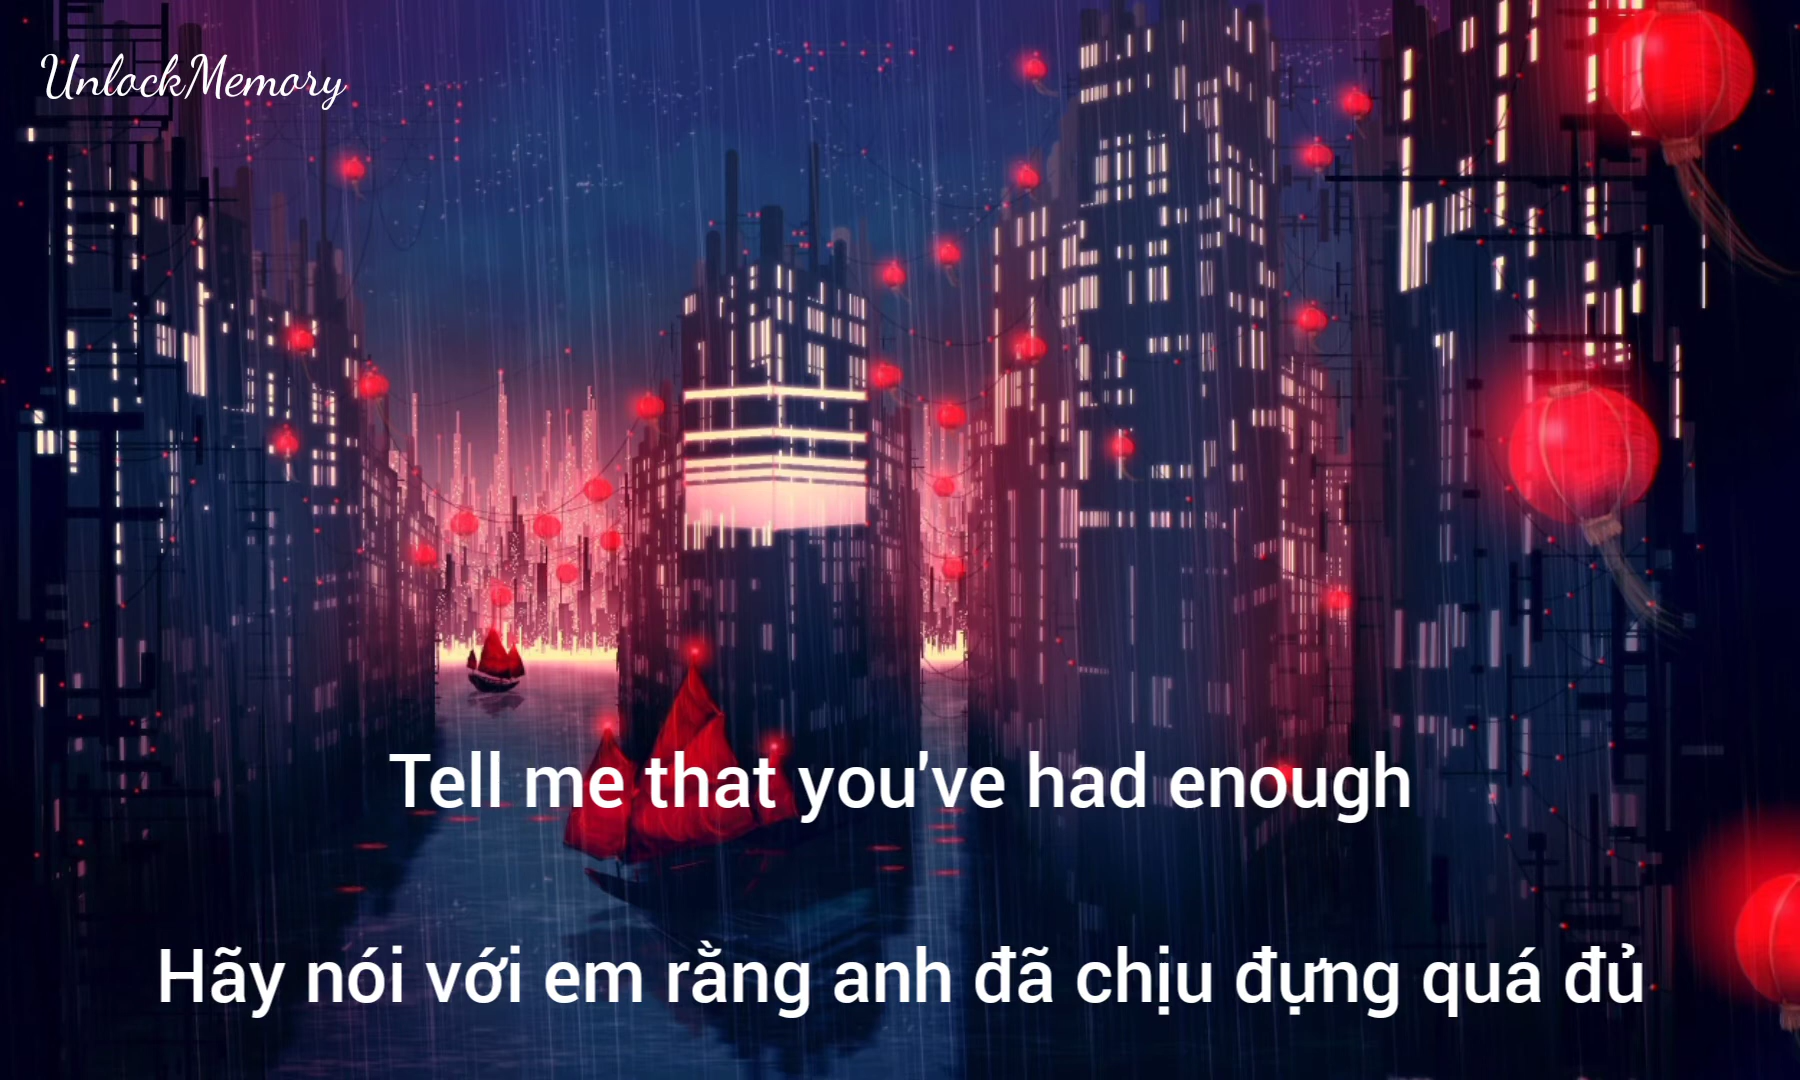 UnlockMemory
Tell me that you've had enough
Hãy nói với em rằng anh đã chịu đựng quá đủ